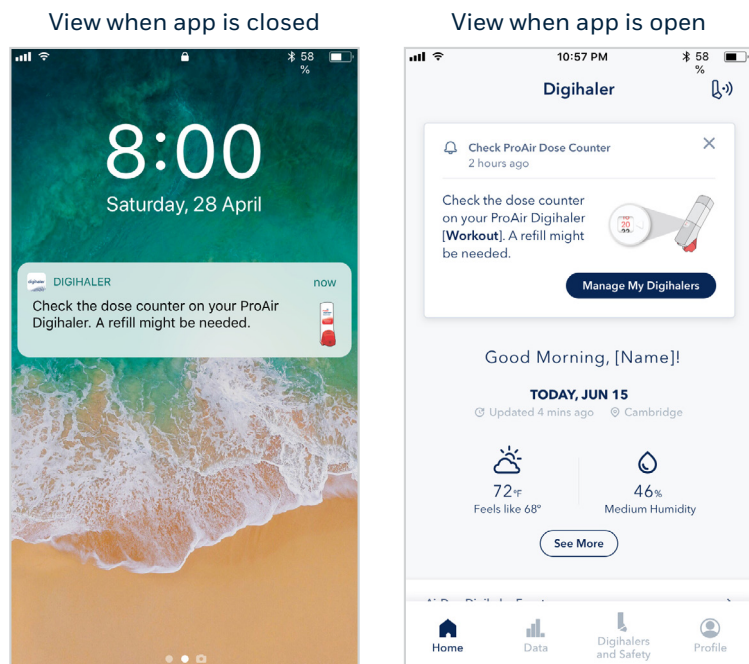 View when app is closed
58
%
8:00
Saturday, 28 April
DIGIHALER
now
Check the dose counter on your ProAir
Digihaler. A refill might be needed.
View when app is open
10:57 PM
58
%
Digihaler
Check ProAir Dose Counter
2 hours ago
Check the dose counter
on your ProAir Digihaler
[Workout]. A refill might
be needed.
20
Manage My Digihalers
Good Morning, [Name]!
TODAY, JUN 15
Updated 4 mins ago
Cambridge
72°F
Feels like 68°
46%
Medium Humidity
See More
Home
Data
Digihalers
and Safety
Profile